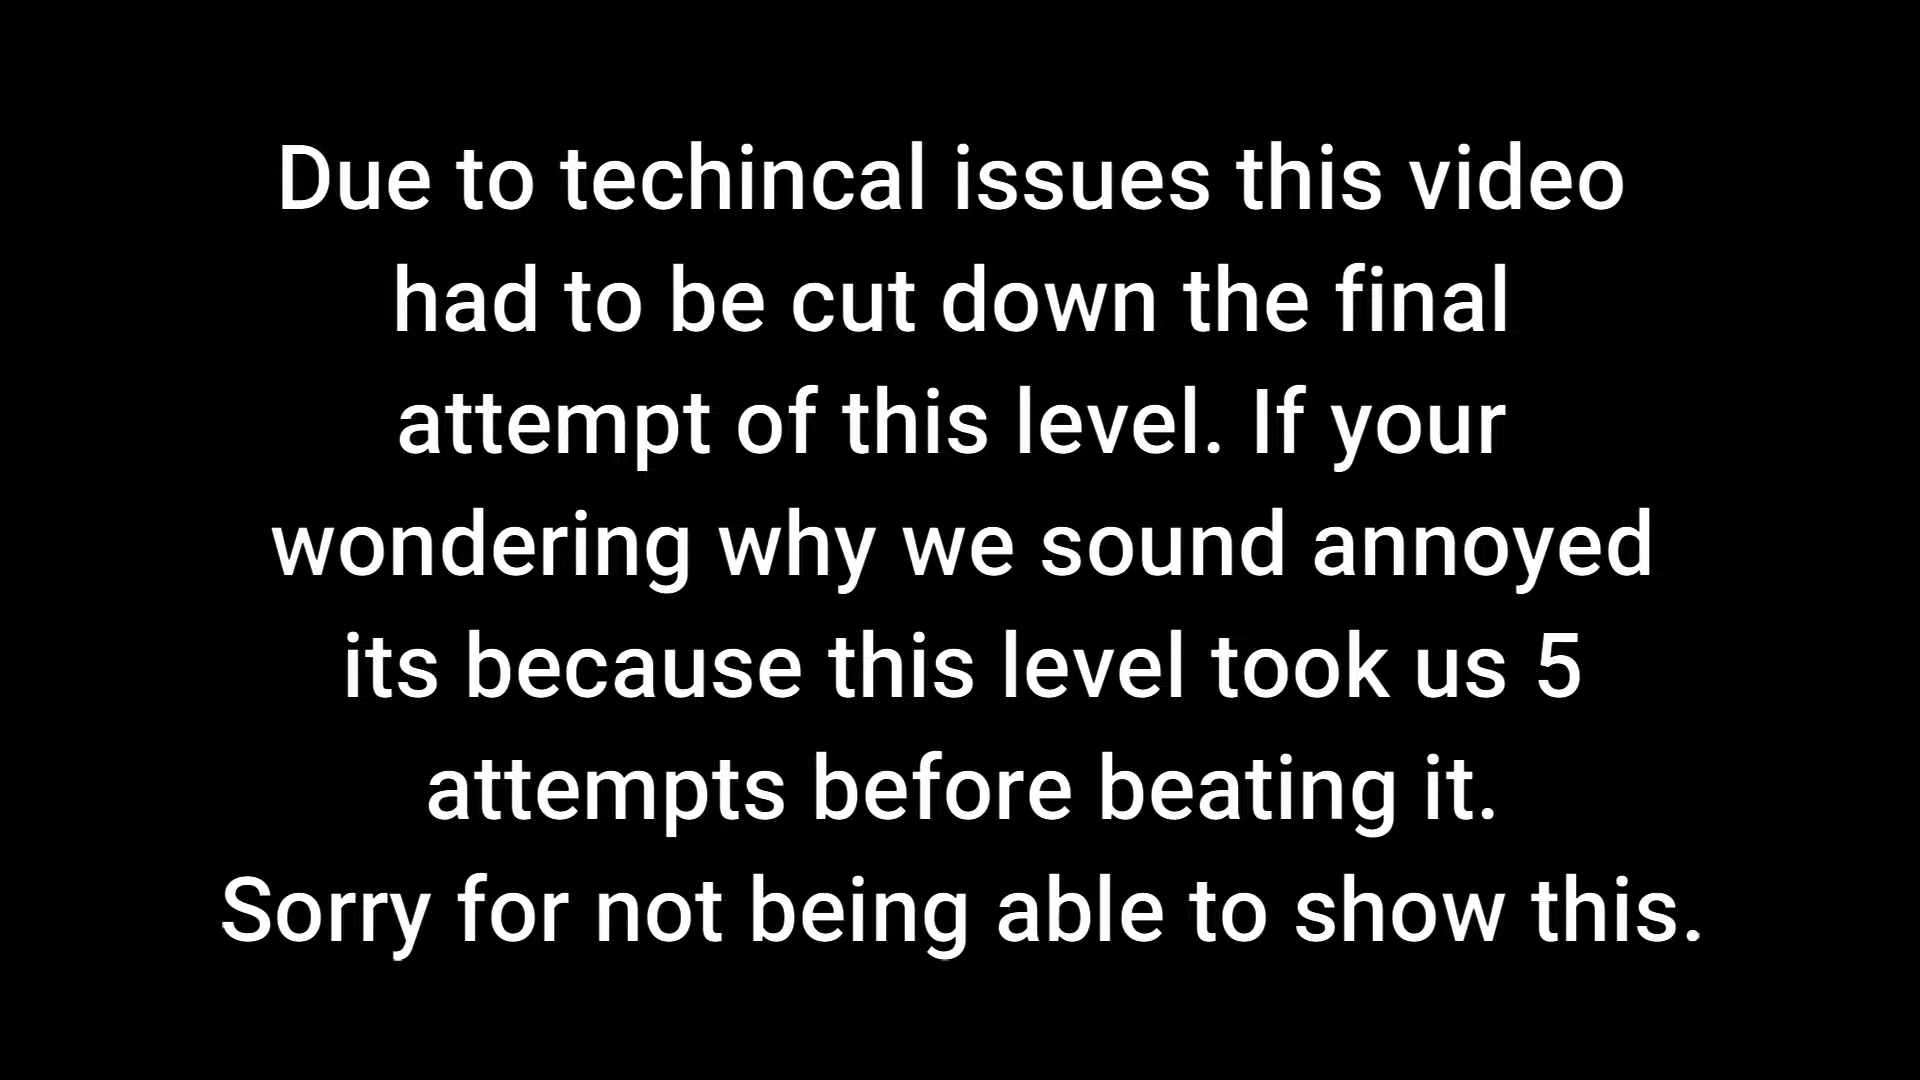 Due to techincal issues this video
had to be cut down the final
attempt of this level. If your
wondering why we sound annoyed
its because this level took us 5
attempts before beating it.
Sorry for not being able to show this.